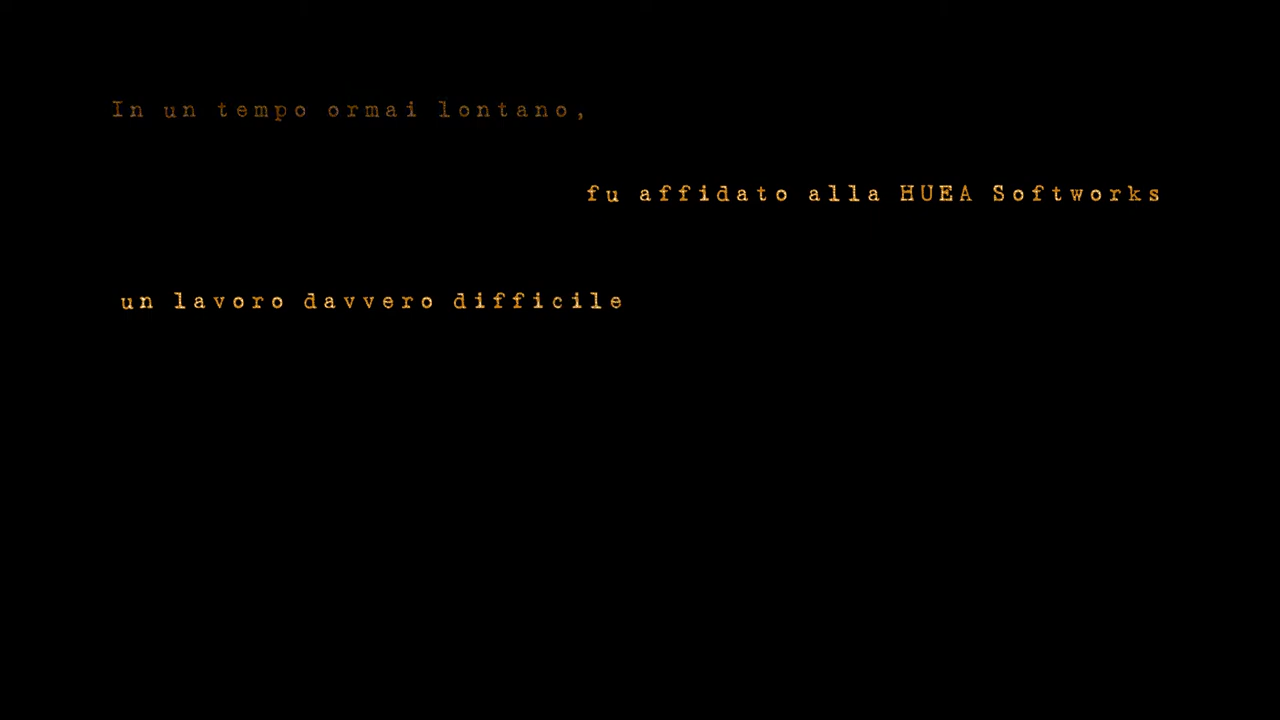 In un tempo ormai lontano,
fu affidato alla HUEA Softworks
un lavoro davvero difficile